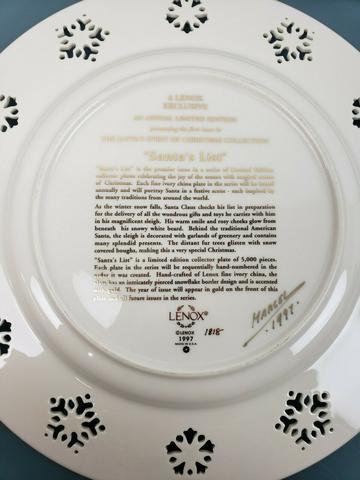 A LENOX
EXCLUSIVE
AN ANNUAL LIMITED EDITION
presenting the first issue in
THE SANTA'S SPIRIT OF CHRISTMAS COLLECTION
"Santa's List"
"Santa's List" is the premier issue in a series of Limited Edition
collector plates celebrating the joy of the season with magical scenes
of Christmas. Each fine ivory china plate in the series will be issued
annually and will portray Santa in a festive scene - each inspired by
the many traditions from around the world.
As the winter snow falls, Santa Claus checks his list in preparation
for the delivery of all the wondrous gifts and toys he carries with him
in his magnificent sleigh. His warm smile and rosy cheeks glow from
beneath his snowy white beard. Behind the traditional American
Santa, the sleigh is decorated with garlands of greenery and contains
many splendid presents. The distant fur trees glisten with snow
covered boughs, making this a very special Christmas.
"Santa's List" is a limited edition collector plate of 5,000 pieces.
Each plate in the series will be sequentially hand-numbered in the
order it was created. Hand-crafted of Lenox fine ivory china, the
plate has an intricately pierced snowflake border design and is accented
with gold. The year of issue will appear in gold on the front of this
plate and all future issues in the series.
LENOX®
©LENOX
1997
MADE IN U.S.A.
1818
MARCEL
1997